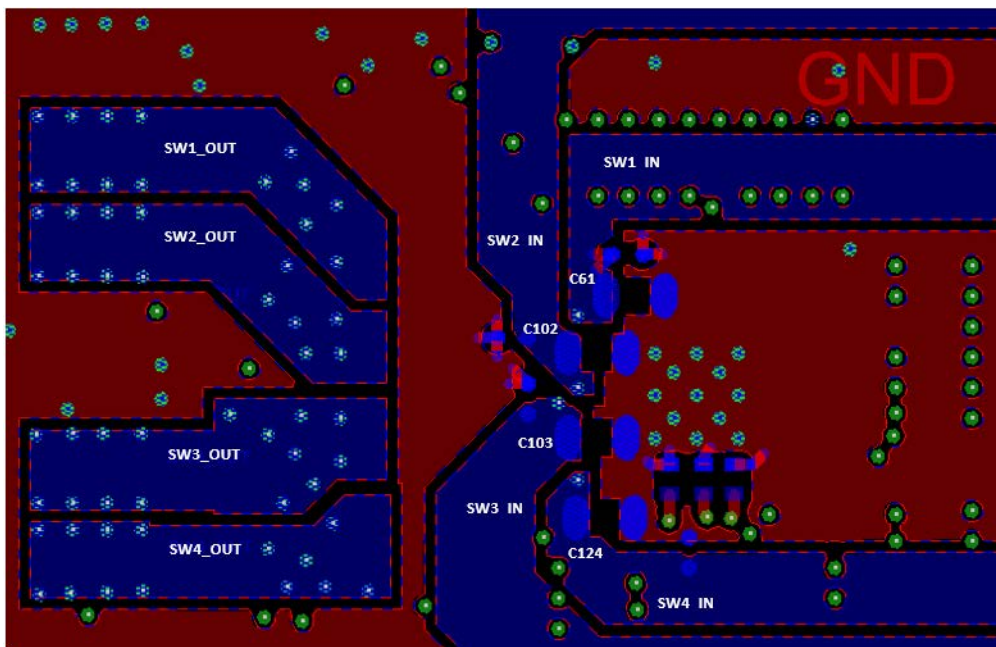 GND
SW1_OUT
SW1 IN
SW2_OUT
SW2 IN
C61
C102
C103
SW3_OUT
SW3 IN
SW4_OUT
C124
SW4 IN